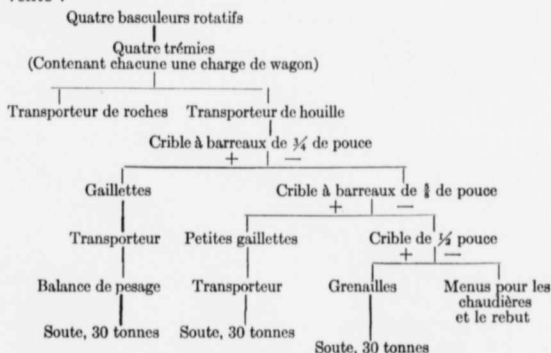 Quatre basculeurs rotatifs
Quatre trémies
(Contenant chacune une charge de wagon)
Transporteur de roches Transporteur de houille
Crible à barreaux de ¾ de pouce
+ —
Gaillettes Crible à barreaux de de pouce
+ —
Transporteur Petites gaillettes Crible de ½ pouce
+ —
Balance de pesage Transporteur Grenailles Menus pour les
chaudières
et le rebut
Soute, 30 tonnes Soute, 30 tonnes
Soute, 30 tonnes